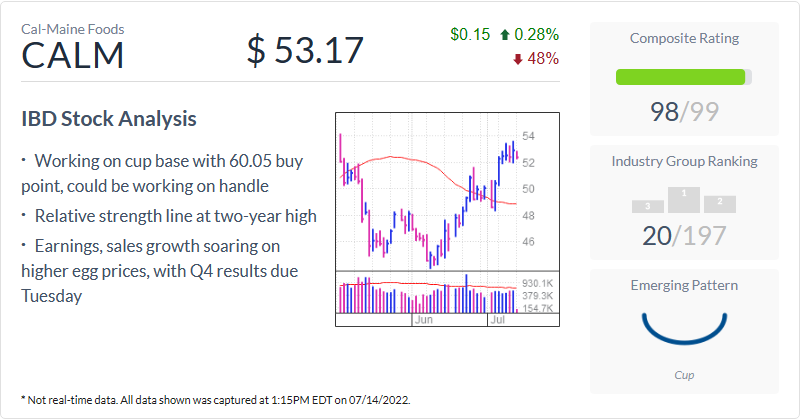 Cal-Maine Foods
CALM
$ 53.17
$0.15 0.28%
48%
IBD Stock Analysis
• Working on cup base with 60.05 buy
point, could be working on handle
• Relative strength line at two-year high
• Earnings, sales growth soaring on
higher egg prices, with Q4 results due
Tuesday
54
52
50
48
46
930.1K
379.3K
154.7K
Jun Jul
Composite Rating
98/99
Industry Group Ranking
3 1 2
20/197
Emerging Pattern
Cup
* Not real-time data. All data shown was captured at 1:15PM EDT on 07/14/2022.